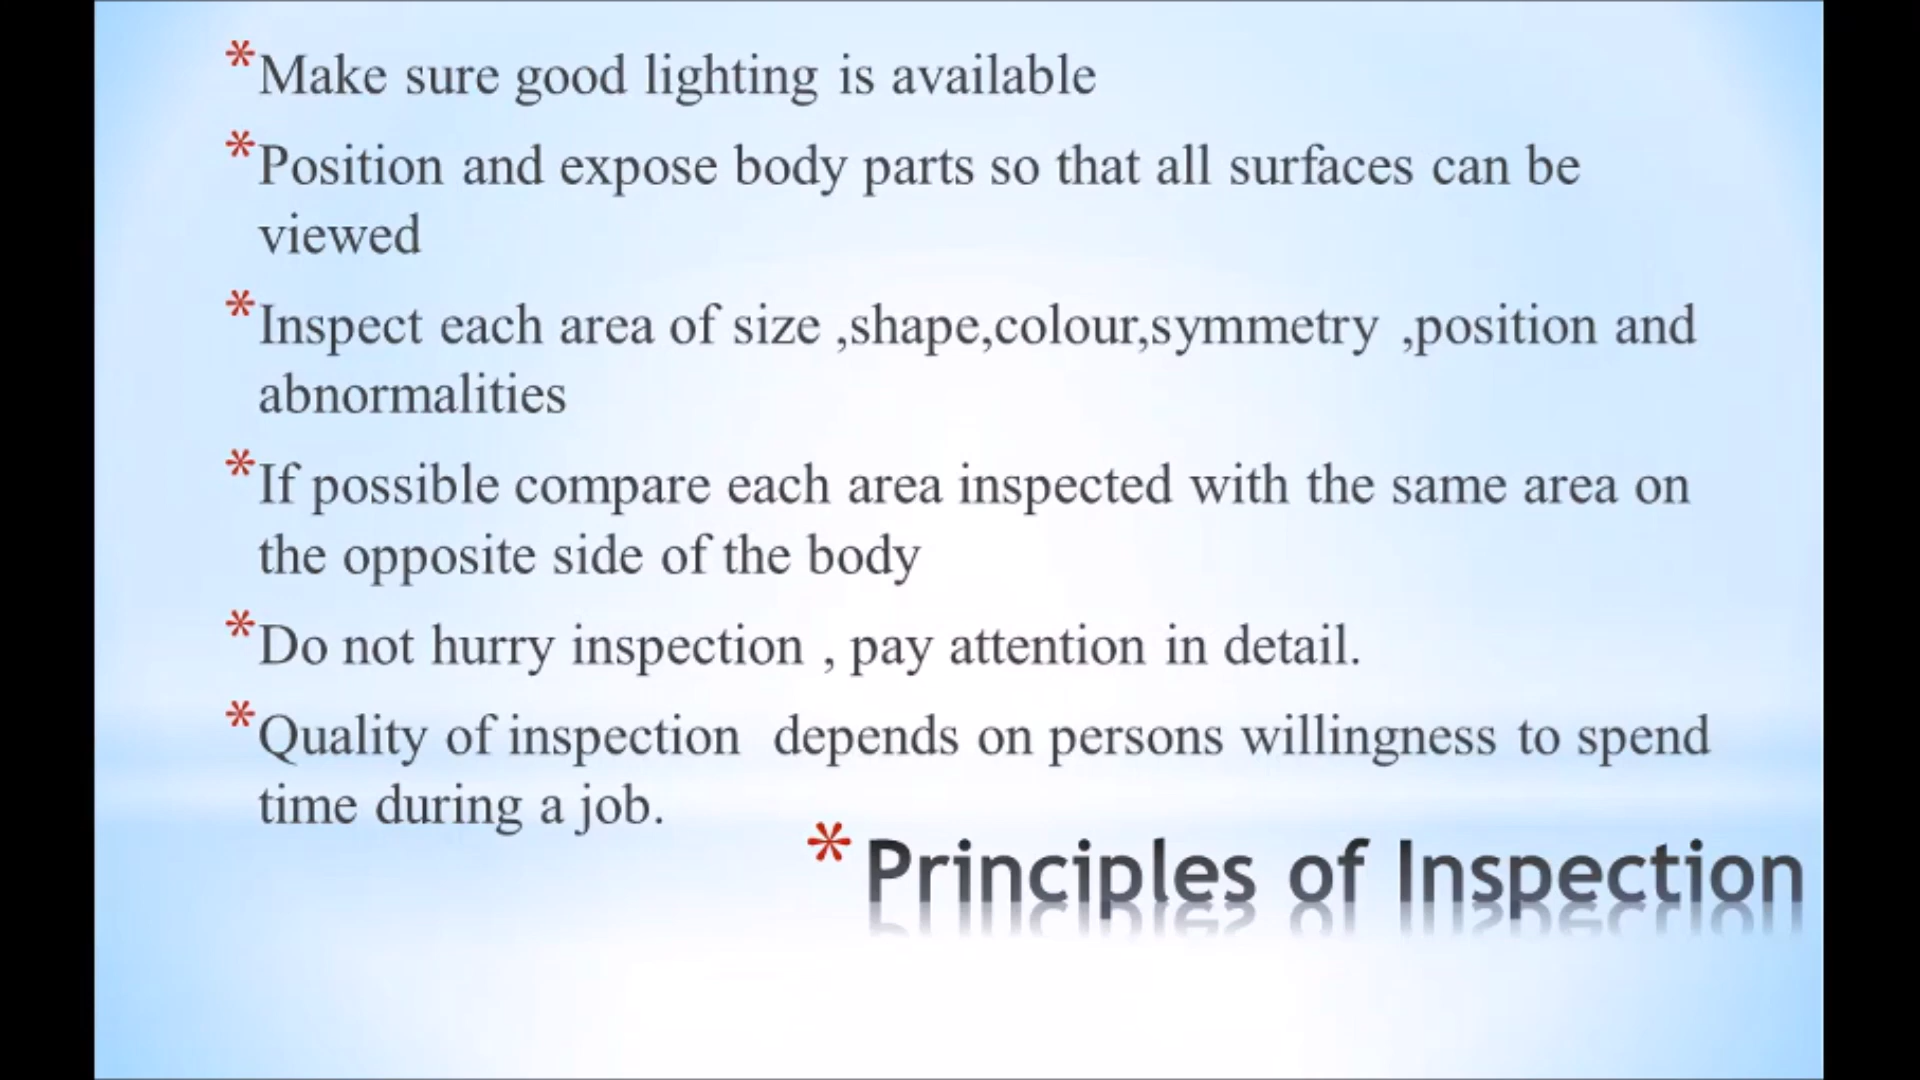 *Make sure good lighting is available
*Position and expose body parts so that all surfaces can be
viewed
*Inspect each area of size ,shape,colour,symmetry ,position and
abnormalities
*If possible compare each area inspected with the same area on
the opposite side of the body
*Do not hurry inspection , pay attention in detail.
*Quality of inspection  depends on persons willingness to spend
time during a job.
*Principles of Inspection